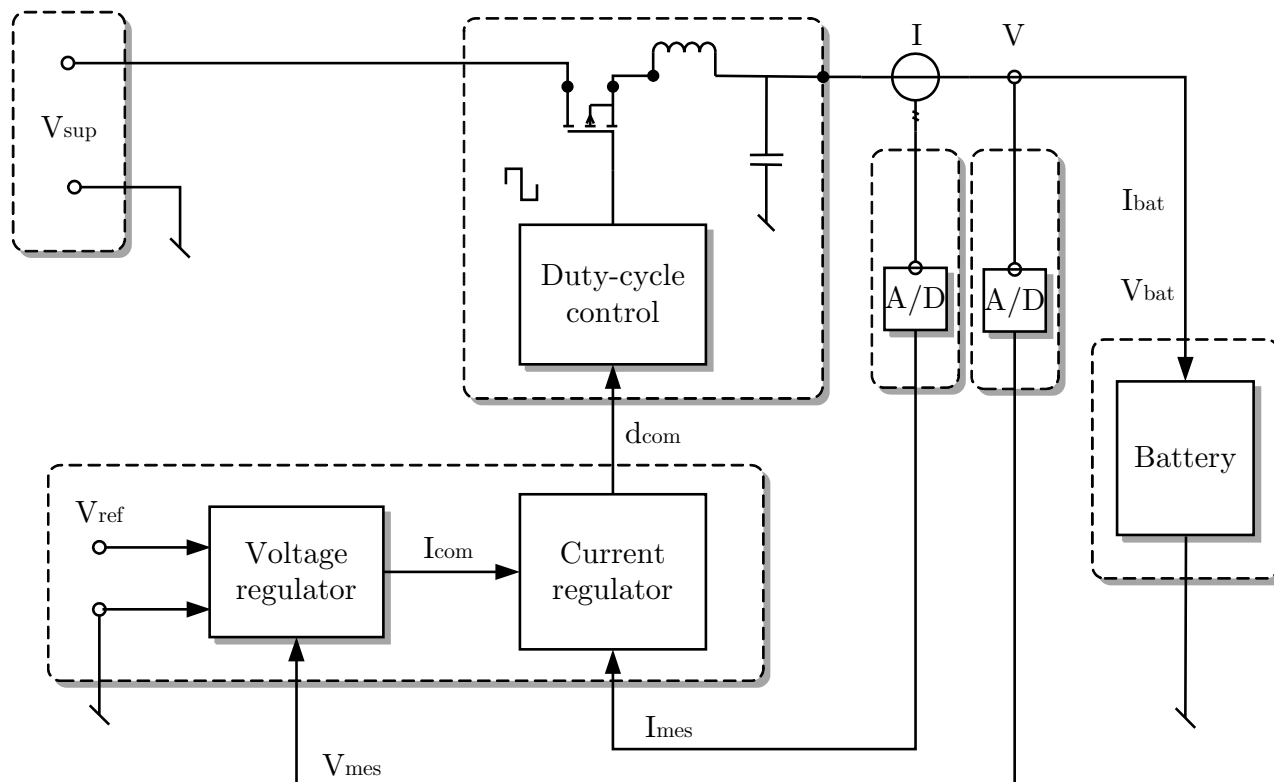 I
V
Vsup
Ibat
Duty-cycle
control
A/D
A/D
Vbat
dcom
Battery
Vref
Voltage
regulator
Icom
Current
regulator
Imes
Vmes